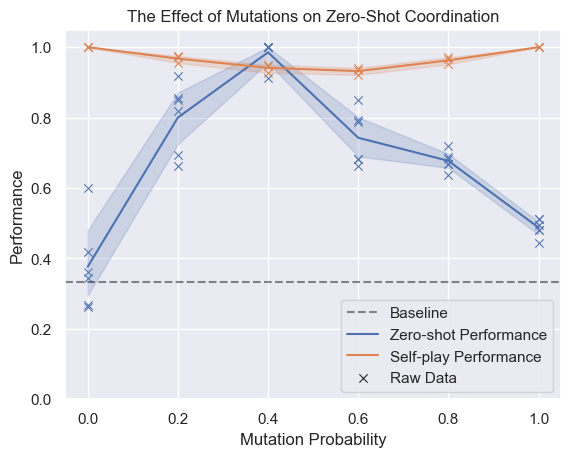 The Effect of Mutations on Zero-Shot Coordination
1.0
0.8
0.6
0.4
0.2
0.0
Performance
Baseline
Zero-shot Performance
Self-play Performance
Raw Data
0.0 0.2 0.4 0.6 0.8 1.0
Mutation Probability